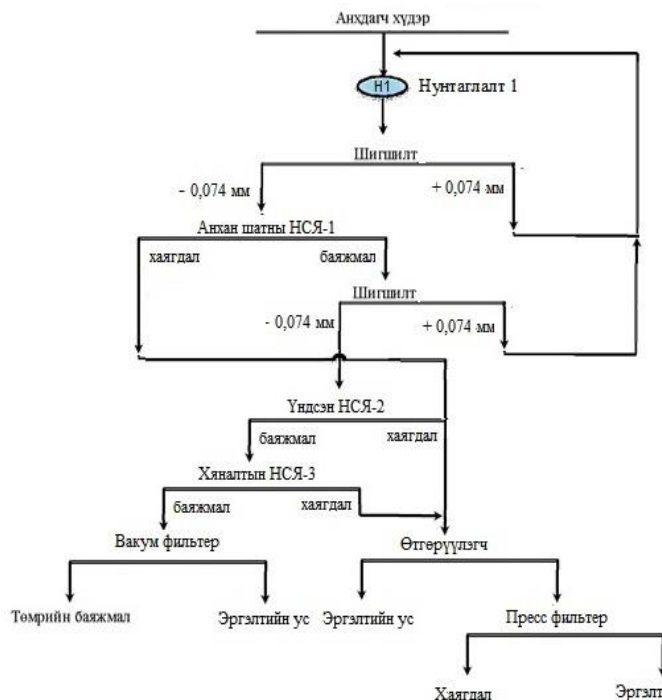 Анхдагч хүдэр
Н1 Нунтаглалт 1
Шигшилт
- 0,074 мм + 0,074 мм
Анхан шатны НСЯ-1
хаягдал баяжмал
Шигшилт
- 0,074 мм + 0,074 мм
Үндсэн НСЯ-2
баяжмал хаягдал
Хяналтын НСЯ-3
баяжмал хаягдал
Вакум фильтер Өтгөрүүлэгч
Төмрийн баяжмал Эргэлтийн ус Эргэлтийн ус Пресс фильтер
Хаягдал